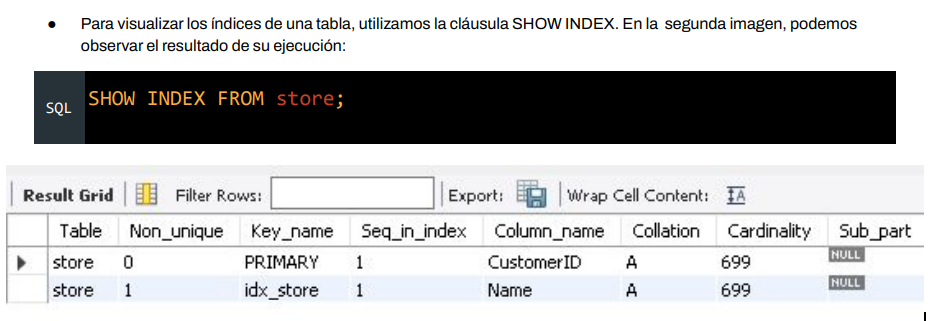 ● Para visualizar los índices de una tabla, utilizamos la cláusula SHOW INDEX. En la segunda imagen, podemos
observar el resultado de su ejecución:
SQL SHOW INDEX FROM store;
Result Grid Filter Rows: Export: Wrap Cell Content: IA
Table Non_unique Key_name Seq_in_index Column_name Collation Cardinality Sub_part
store 0 PRIMARY 1 CustomerID A 699 NULL
store 1 idx_store 1 Name A 699 NULL